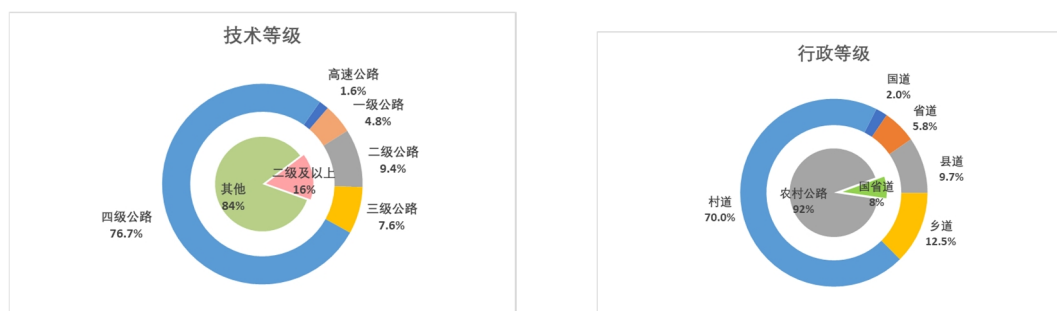 技术等级
高速公路
1.6%
一级公路
4.8%
二级公路
9.4%
二级及以上
16%
其他
84%
三级公路
7.6%
四级公路
76.7%
行政等级
国道
2.0%
省道
5.8%
县道
9.7%
国省道
8%
农村公路
92%
村道
70.0%
乡道
12.5%